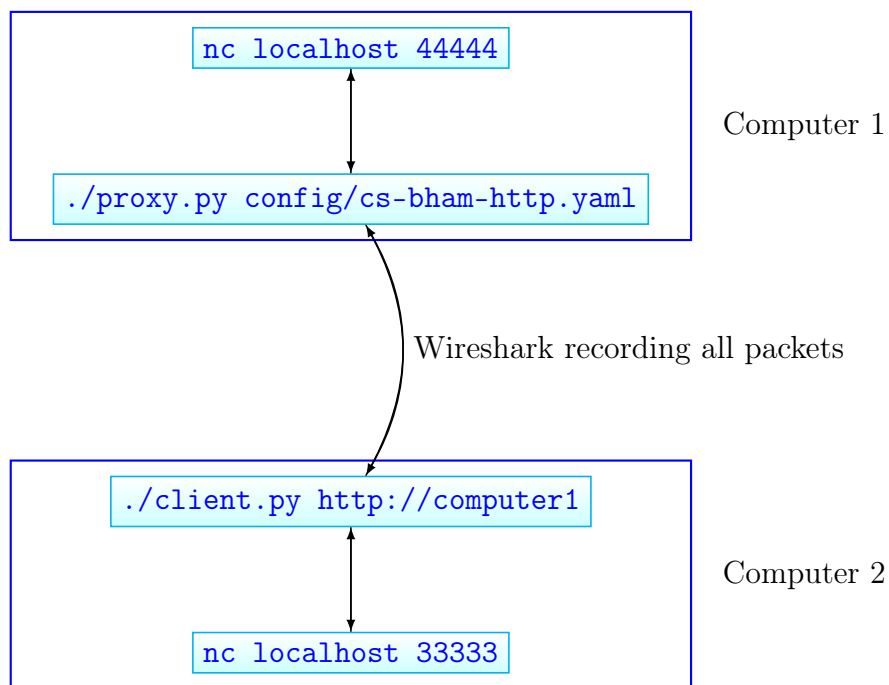 nc localhost 44444
Computer 1
./proxy.py config/cs-bham-http.yaml
Wireshark recording all packets
./client.py http://computer1
Computer 2
nc localhost 33333